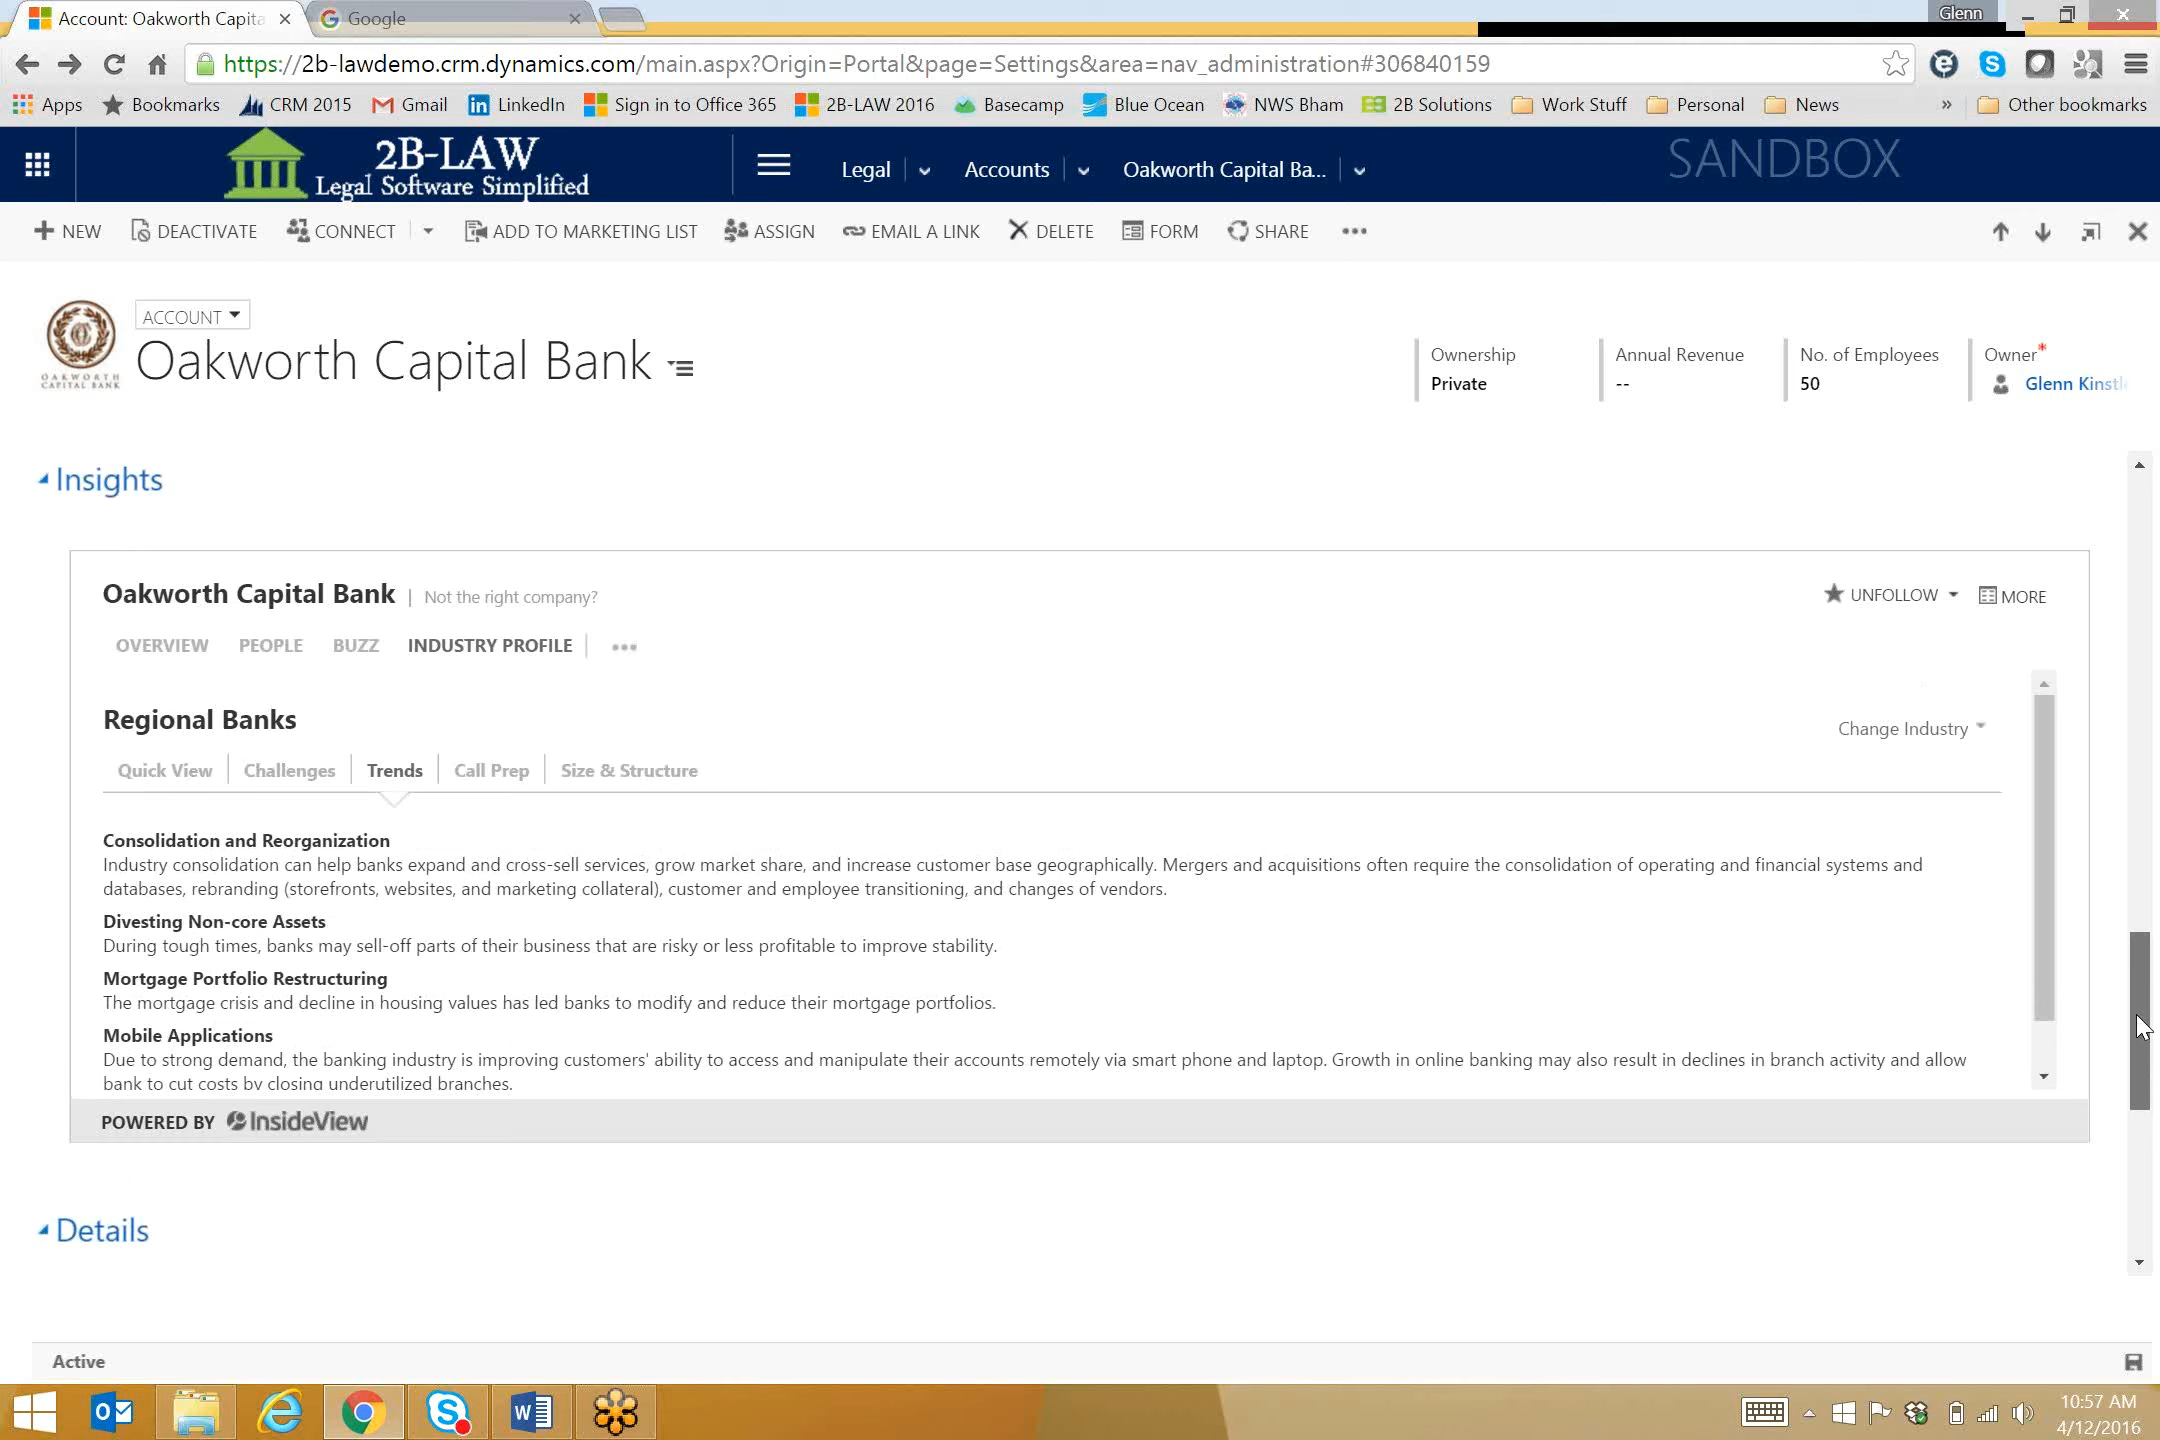 Account: Oakworth Capita
Google
Glenn
https://2b-lawdemo.crm.dynamics.com/main.aspx?Origin=Portal&page=Settings&area=nav_administration#306840159
Apps Bookmarks CRM 2015 Gmail LinkedIn Sign in to Office 365 2B-LAW 2016 Basecamp Blue Ocean NWS Bham 2B Solutions Work Stuff Personal News » Other bookmarks
2B-LAW
Legal Software Simplified
Legal Accounts Oakworth Capital Ba...
SANDBOX
NEW DEACTIVATE CONNECT ADD TO MARKETING LIST ASSIGN EMAIL A LINK DELETE FORM SHARE
ACCOUNT
Oakworth Capital Bank
OAKWORTH
CAPITAL BANK
Ownership
Private
Annual Revenue
--
No. of Employees
50
Owner*
Glenn Kinstl
Insights
Oakworth Capital Bank | Not the right company?
UNFOLLOW MORE
OVERVIEW PEOPLE BUZZ INDUSTRY PROFILE
Regional Banks
Change Industry
Quick View Challenges Trends Call Prep Size & Structure
Consolidation and Reorganization
Industry consolidation can help banks expand and cross-sell services, grow market share, and increase customer base geographically. Mergers and acquisitions often require the consolidation of operating and financial systems and
databases, rebranding (storefronts, websites, and marketing collateral), customer and employee transitioning, and changes of vendors.
Divesting Non-core Assets
During tough times, banks may sell-off parts of their business that are risky or less profitable to improve stability.
Mortgage Portfolio Restructuring
The mortgage crisis and decline in housing values has led banks to modify and reduce their mortgage portfolios.
Mobile Applications
Due to strong demand, the banking industry is improving customers' ability to access and manipulate their accounts remotely via smart phone and laptop. Growth in online banking may also result in declines in branch activity and allow
bank to cut costs by closing underutilized branches.
POWERED BY InsideView
Details
Active
10:57 AM
4/12/2016